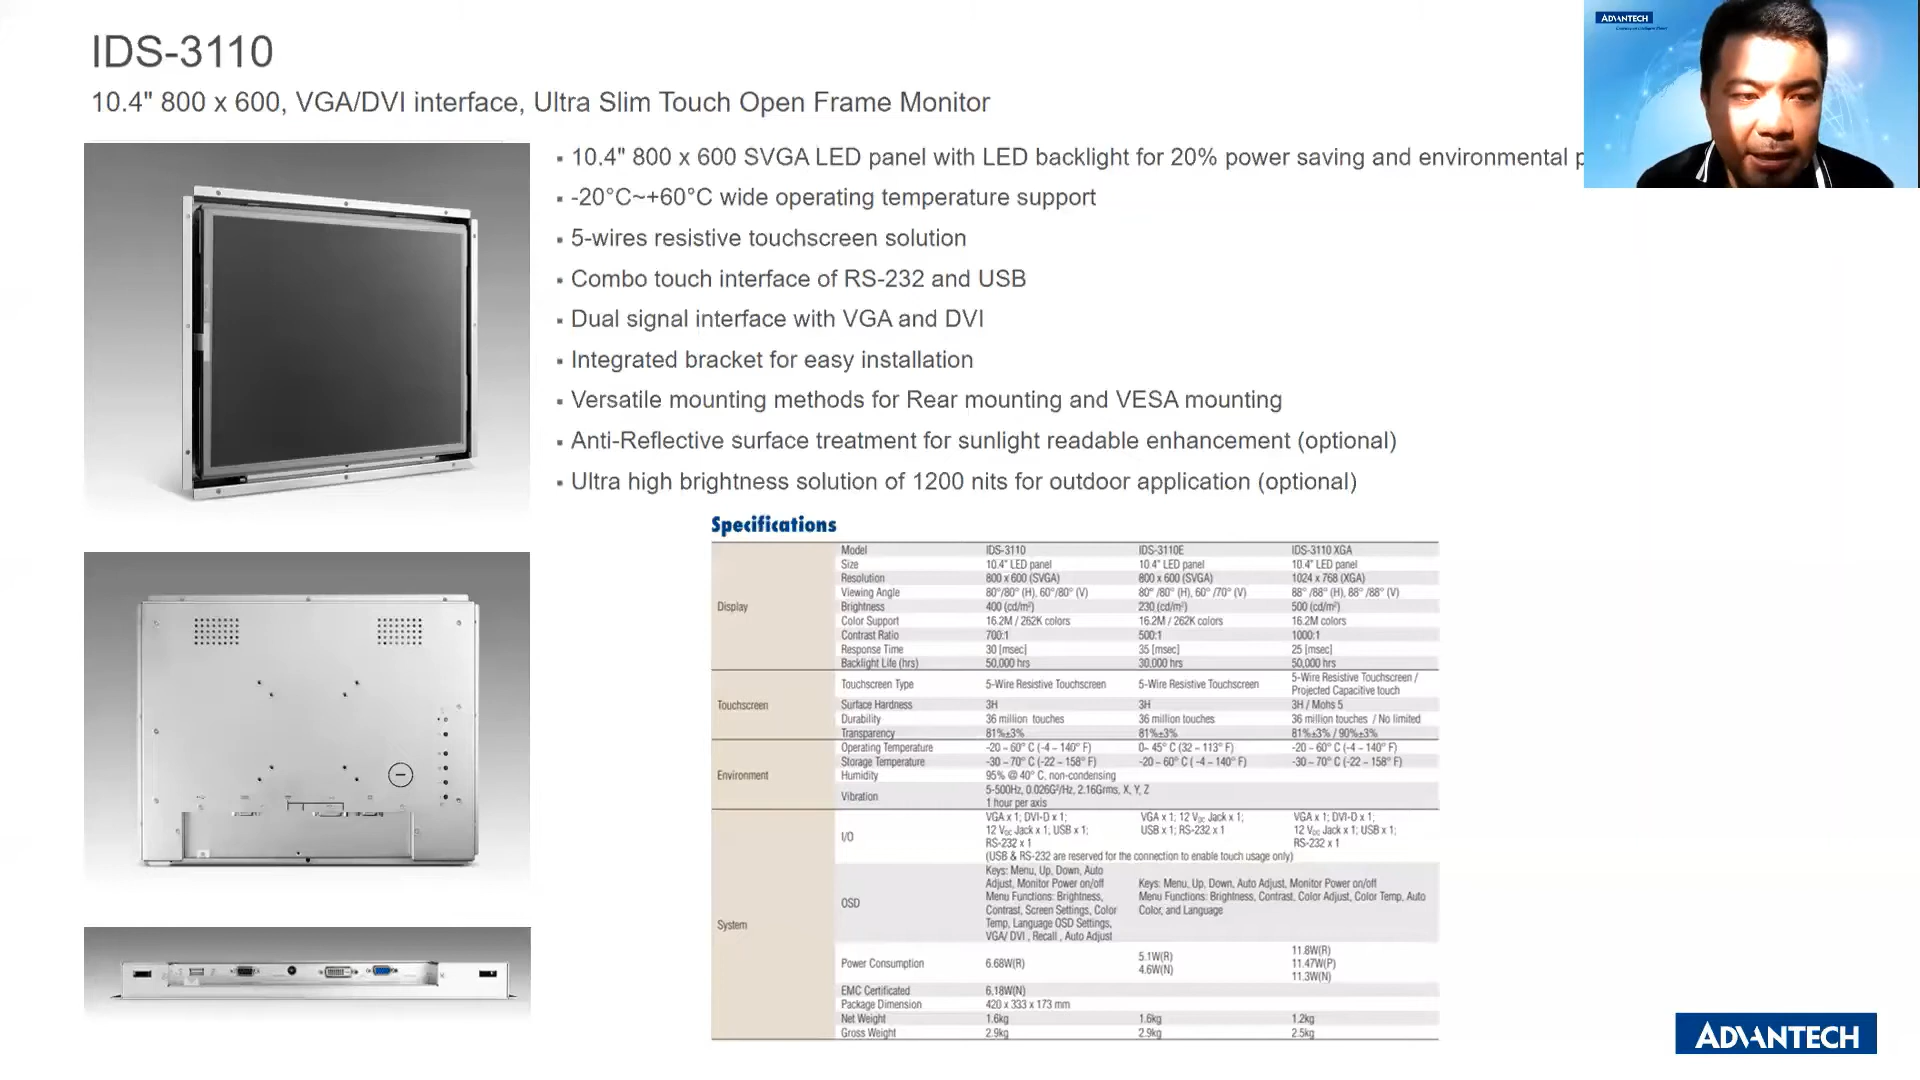 IDS-3110
10.4" 800 x 600, VGA/DVI interface, Ultra Slim Touch Open Frame Monitor
ADVANTECH
▪ 10.4" 800 x 600 SVGA LED panel with LED backlight for 20% power saving and environmental
▪ -20°C~+60°C wide operating temperature support
▪ 5-wires resistive touchscreen solution
▪ Combo touch interface of RS-232 and USB
▪ Dual signal interface with VGA and DVI
▪ Integrated bracket for easy installation
▪ Versatile mounting methods for Rear mounting and VESA mounting
▪ Anti-Reflective surface treatment for sunlight readable enhancement (optional)
▪ Ultra high brightness solution of 1200 nits for outdoor application (optional)
Specifications
Display
Model IDS-3110 IDS-3110E IDS-3110 XGA
Size 10.4" LED panel 10.4" LED panel 10.4" LED panel
Resolution 800 x 600 (SVGA) 800 x 600 (SVGA) 1024 x 768 (XGA)
Viewing Angle 80°/80° (H), 60°/80° (V) 80° /80° (H), 60° /70° (V) 88° /88° (H), 88° /88° (V)
Brightness 400 (cd/m²) 230 (cd/m²) 500 (cd/m²)
Color Support 16.2M / 262K colors 16.2M / 262K colors 16.2M colors
Contrast Ratio 700:1 500:1 1000:1
Response Time 30 [msec] 35 [msec] 25 [msec]
Backlight Life (hrs) 50,000 hrs 30,000 hrs 50,000 hrs
Touchscreen
Touchscreen Type 5-Wire Resistive Touchscreen 5-Wire Resistive Touchscreen 5-Wire Resistive Touchscreen /
Projected Capacitive touch
Surface Hardness 3H 3H 3H / Mohs 5
Durability 36 million touches 36 million touches 36 million touches / No limited
Transparency 81%±3% 81%±3% 81%±3% / 90%±3%
Environment
Operating Temperature -20 ~ 60° C (-4 ~ 140° F) 0~ 45° C (32 ~ 113° F) -20 ~ 60° C (-4 ~ 140° F)
Storage Temperature -30 ~ 70° C (-22 ~ 158° F) -20 ~ 60° C ( -4 ~ 140° F) -30 ~ 70° C (-22 ~ 158° F)
Humidity 95% @ 40° C, non-condensing
Vibration 5-500Hz, 0.026G²/Hz, 2.16Grms, X, Y, Z
1 hour per axis
System
I/O
VGA x 1; DVI-D x 1; VGA x 1; 12 VDC Jack x 1; VGA x 1; DVI-D x 1;
12 VDC Jack x 1; USB x 1; USB x 1; RS-232 x 1 12 VDC Jack x 1; USB x 1;
RS-232 x 1 RS-232 x 1
(USB & RS-232 are reserved for the connection to enable touch usage only)
OSD
Keys: Menu, Up, Down, Auto
Adjust, Monitor Power on/off Keys: Menu, Up, Down, Auto Adjust, Monitor Power on/off
Menu Functions: Brightness, Menu Functions: Brightness, Contrast, Color Adjust, Color Temp, Auto
Contrast, Screen Settings, Color Color, and Language
Temp, Language OSD Settings,
VGA/ DVI , Recall , Auto Adjust
Power Consumption 6.68W(R) 5.1W(R) 11.8W(R)
4.6W(N) 11.47W(P)
11.3W(N)
EMC Certificated 6.18W(N)
Package Dimension 420 x 333 x 173 mm
Net Weight 1.6kg 1.6kg 1.2kg
Gross Weight 2.9kg 2.9kg 2.5kg
ADVANTECH